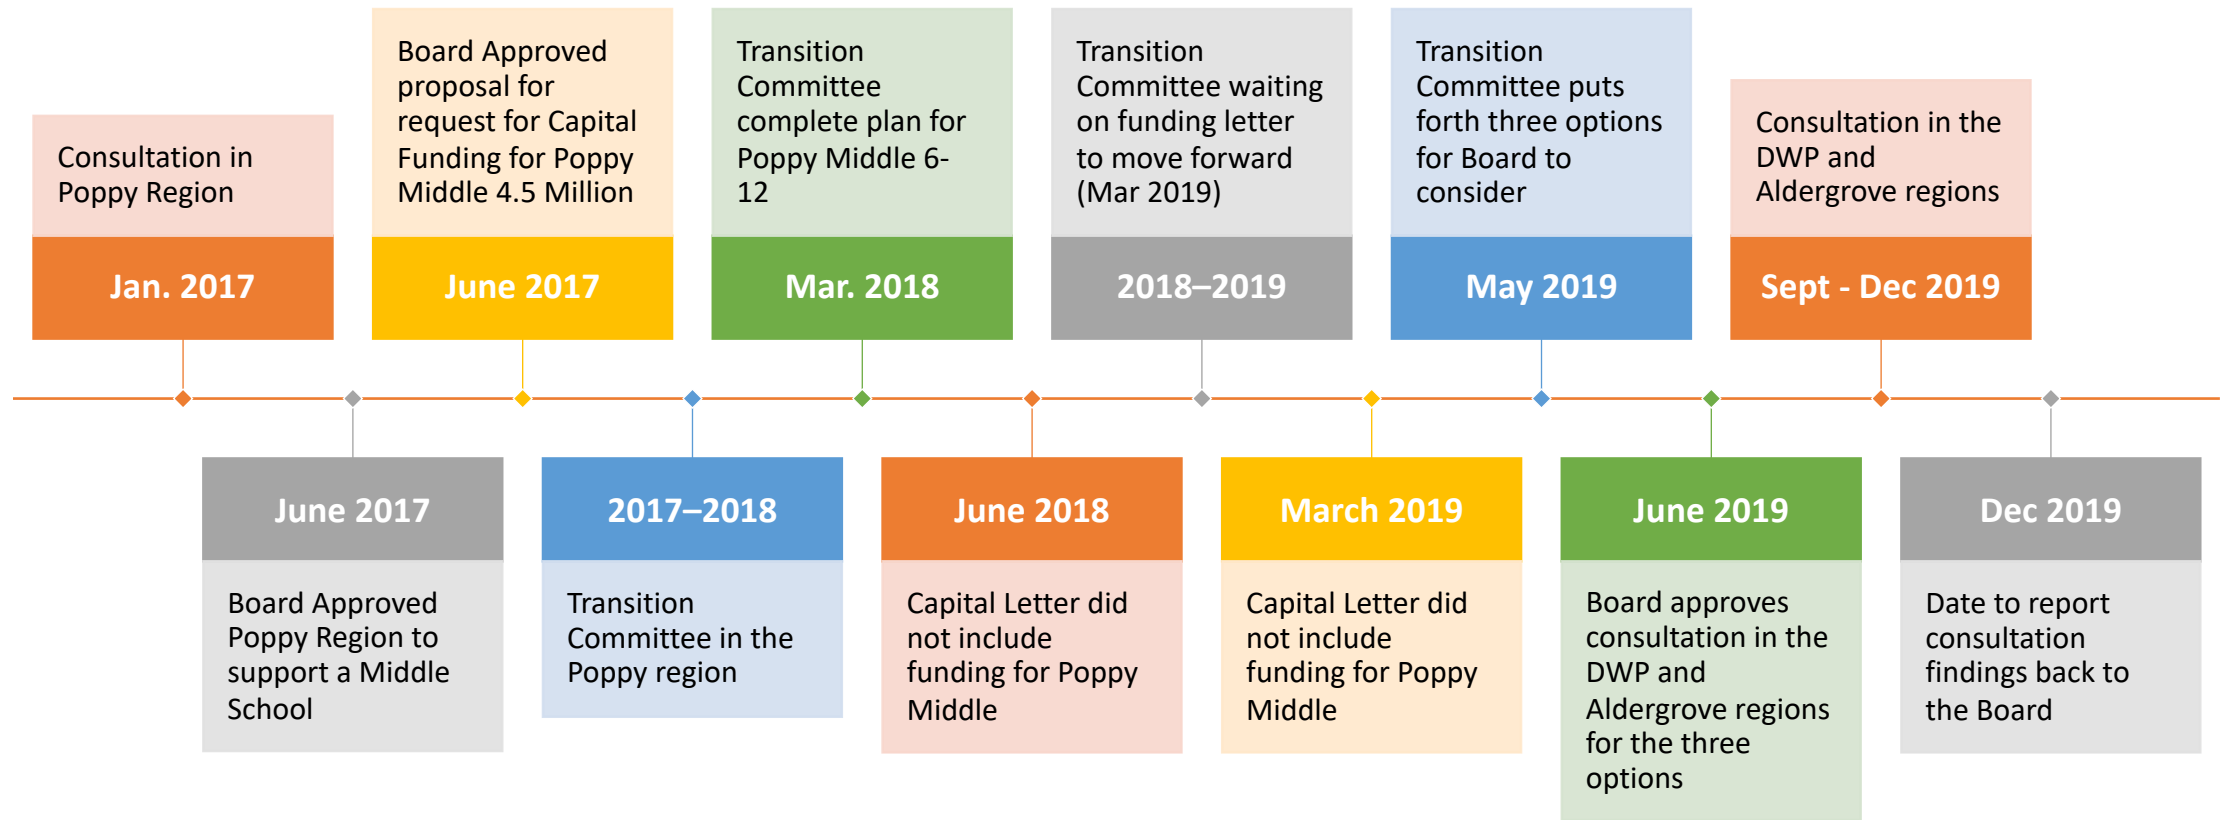 Consultation in
Poppy Region
Jan. 2017
June 2017
Board Approved
Poppy Region to
support a Middle
School
Board Approved
proposal for
request for Capital
Funding for Poppy
Middle 4.5 Million
June 2017
2017–2018
Transition
Committee in the
Poppy region
Transition
Committee
complete plan for
Poppy Middle 6-
12
Mar. 2018
June 2018
Capital Letter did
not include
funding for Poppy
Middle
Transition
Committee waiting
on funding letter
to move forward
(Mar 2019)
2018–2019
March 2019
Capital Letter did
not include
funding for Poppy
Middle
Transition
Committee puts
forth three options
for Board to
consider
May 2019
June 2019
Board approves
consultation in the
DWP and
Aldergrove regions
for the three
options
Consultation in the
DWP and
Aldergrove regions
Sept - Dec 2019
Dec 2019
Date to report
consultation
findings back to
the Board